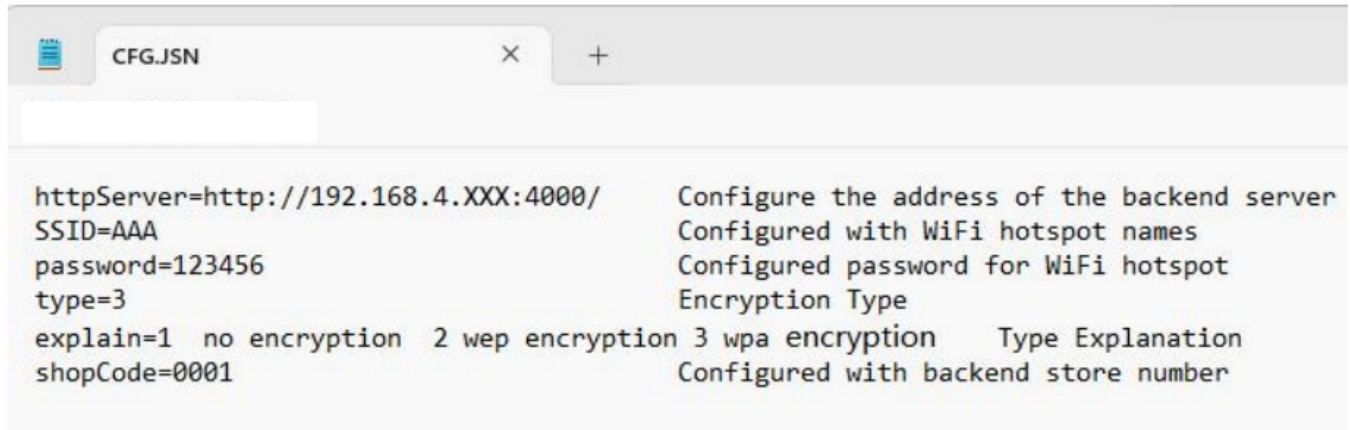 CFG.JSN
httpServer=http://192.168.4.XXX:4000/ Configure the address of the backend server
SSID=AAA Configured with WiFi hotspot names
password=123456 Configured password for WiFi hotspot
type=3 Encryption Type
explain=1 no encryption 2 wep encryption 3 wpa encryption Type Explanation
shopCode=0001 Configured with backend store number